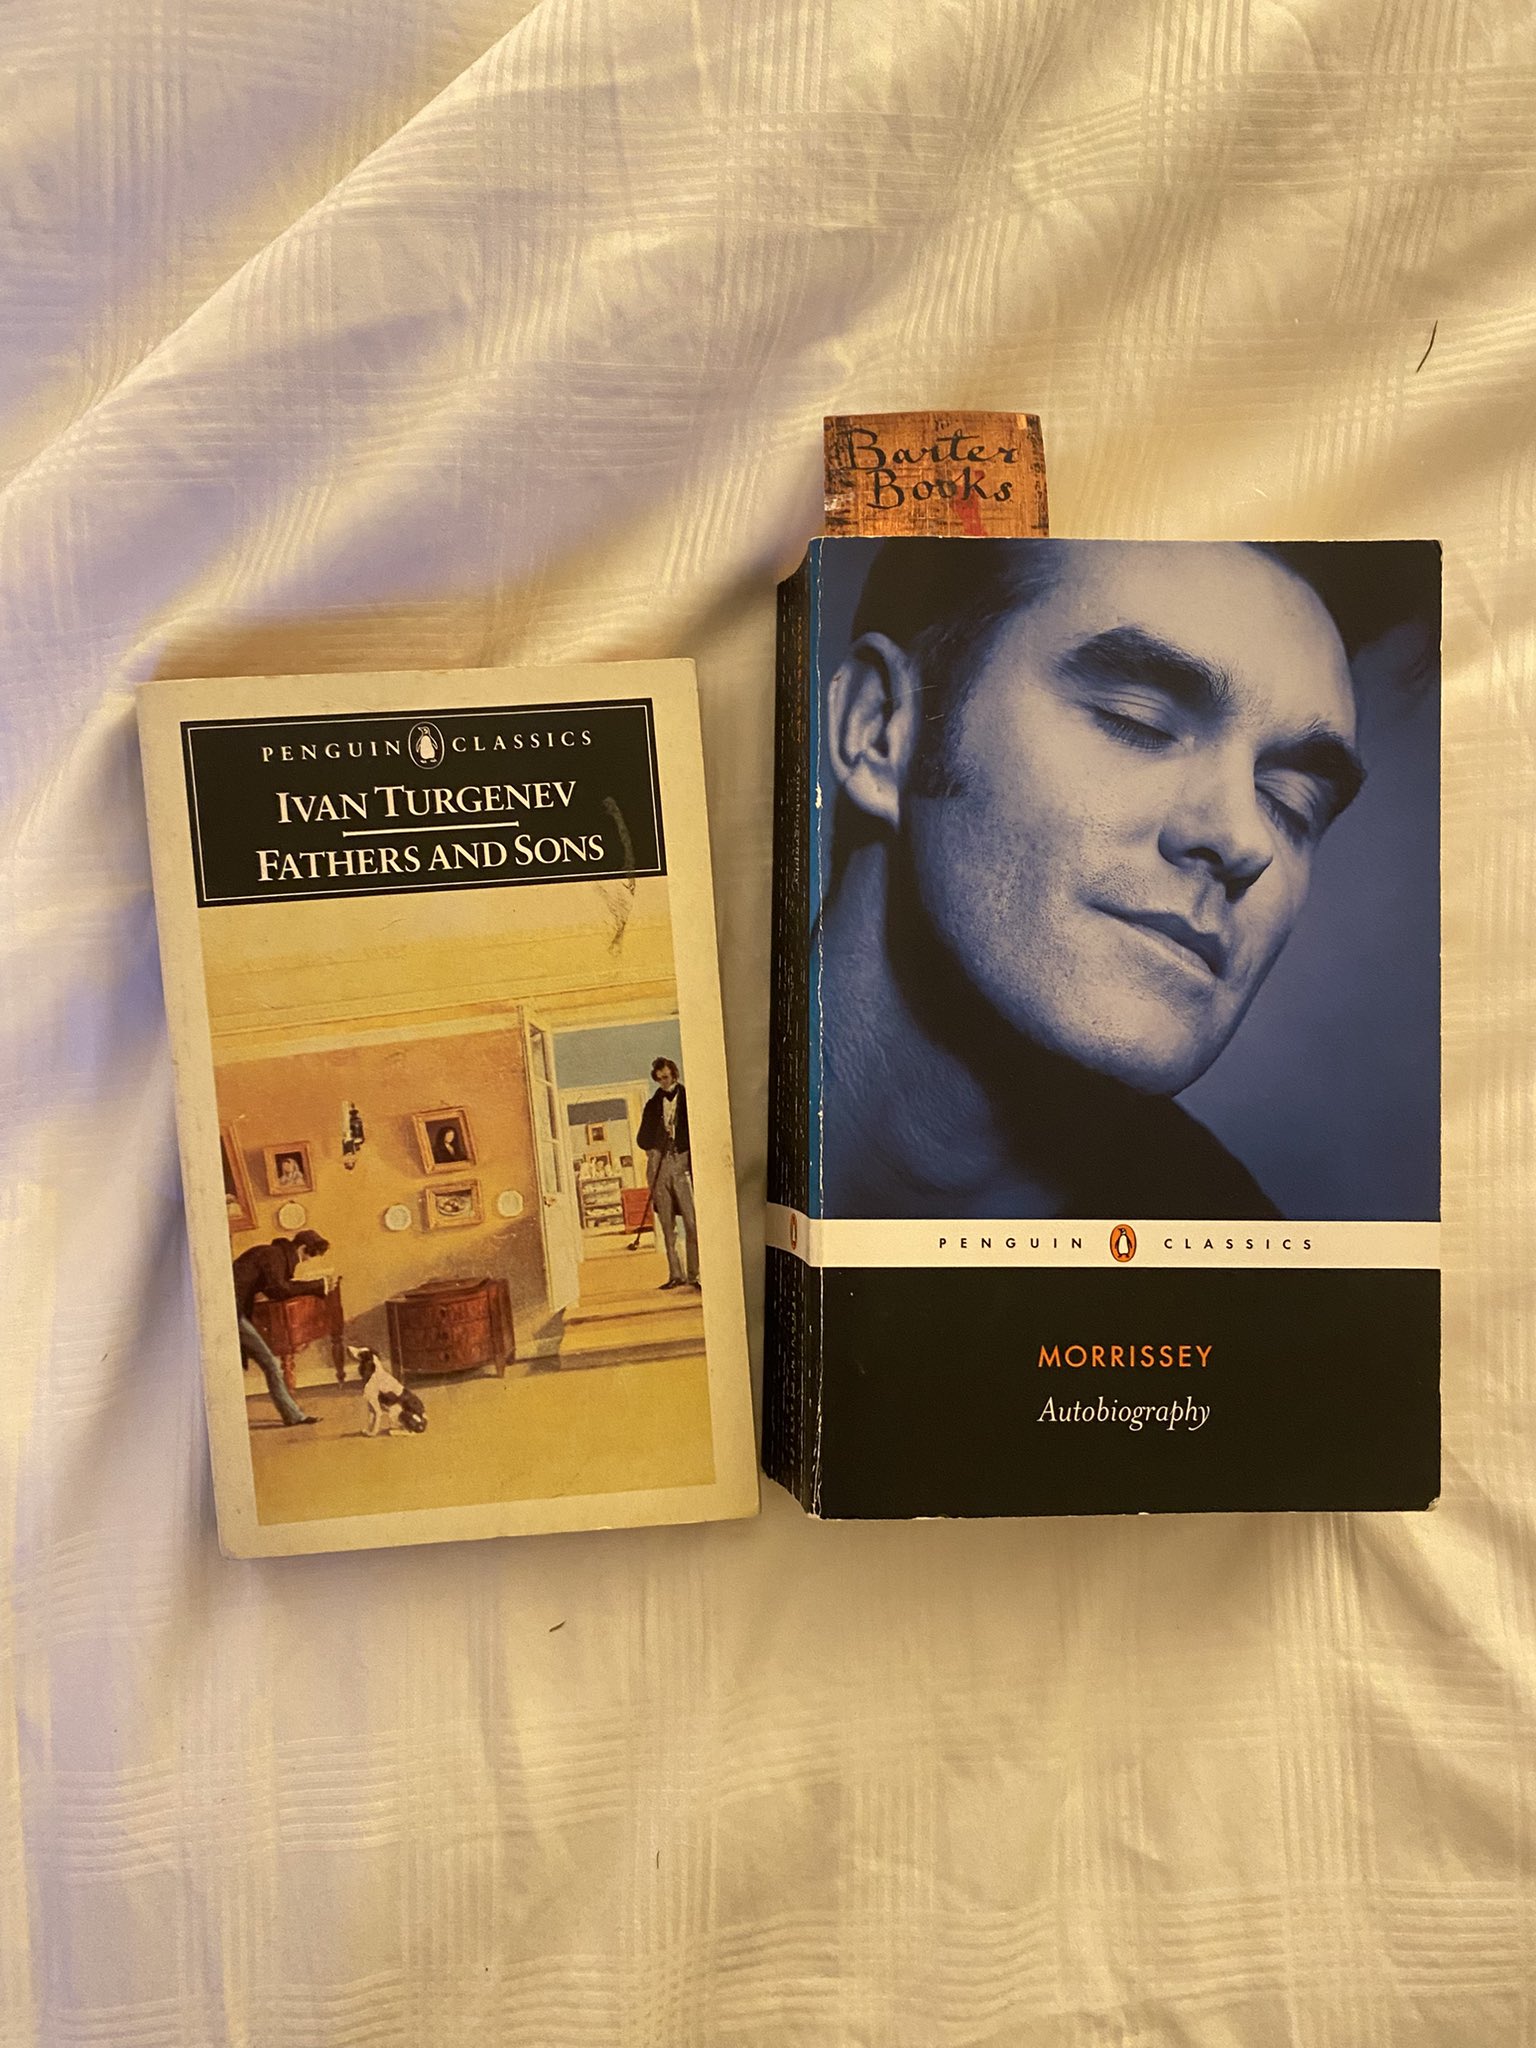 PENGUIN CLASSICS
IVAN TURGENEV
FATHERS AND SONS
Barter
Books
PENGUIN CLASSICS
MORRISSEY
Autobiography